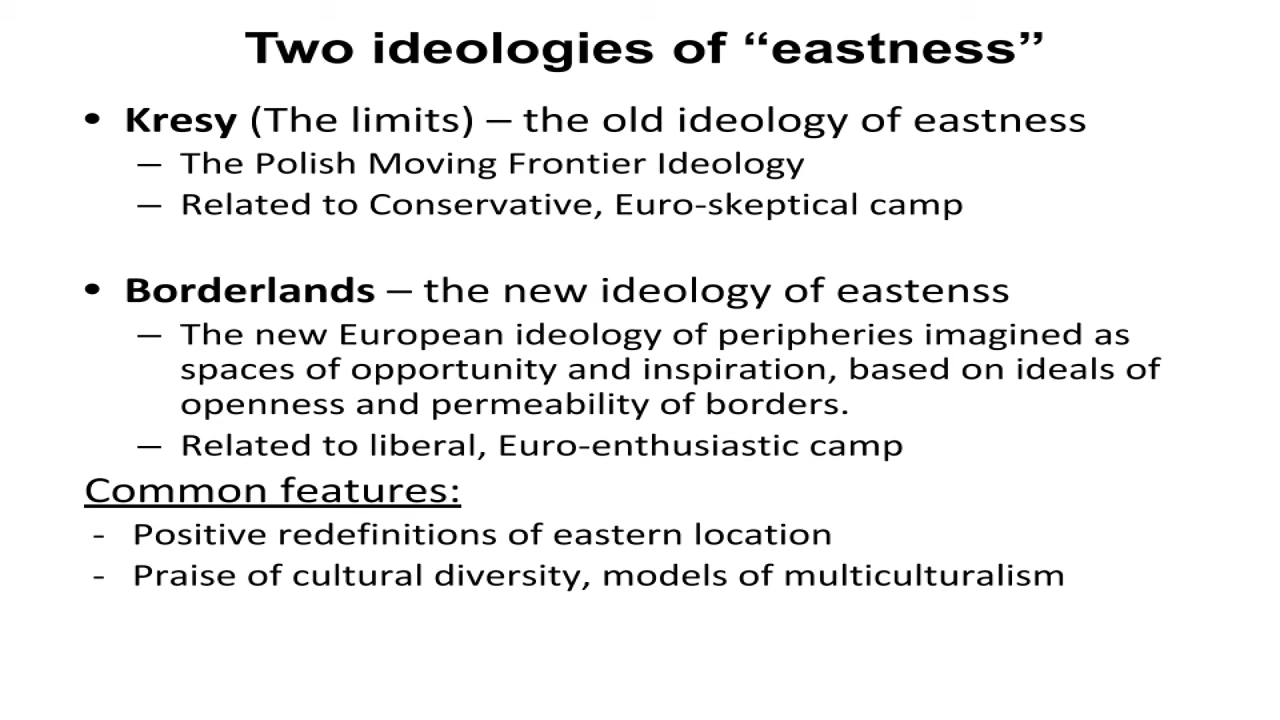 Two ideologies of “eastness”
• Kresy (The limits) – the old ideology of eastness
– The Polish Moving Frontier Ideology
– Related to Conservative, Euro-skeptical camp
• Borderlands – the new ideology of eastenss
– The new European ideology of peripheries imagined as
spaces of opportunity and inspiration, based on ideals of
openness and permeability of borders.
– Related to liberal, Euro-enthusiastic camp
Common features:
- Positive redefinitions of eastern location
- Praise of cultural diversity, models of multiculturalism